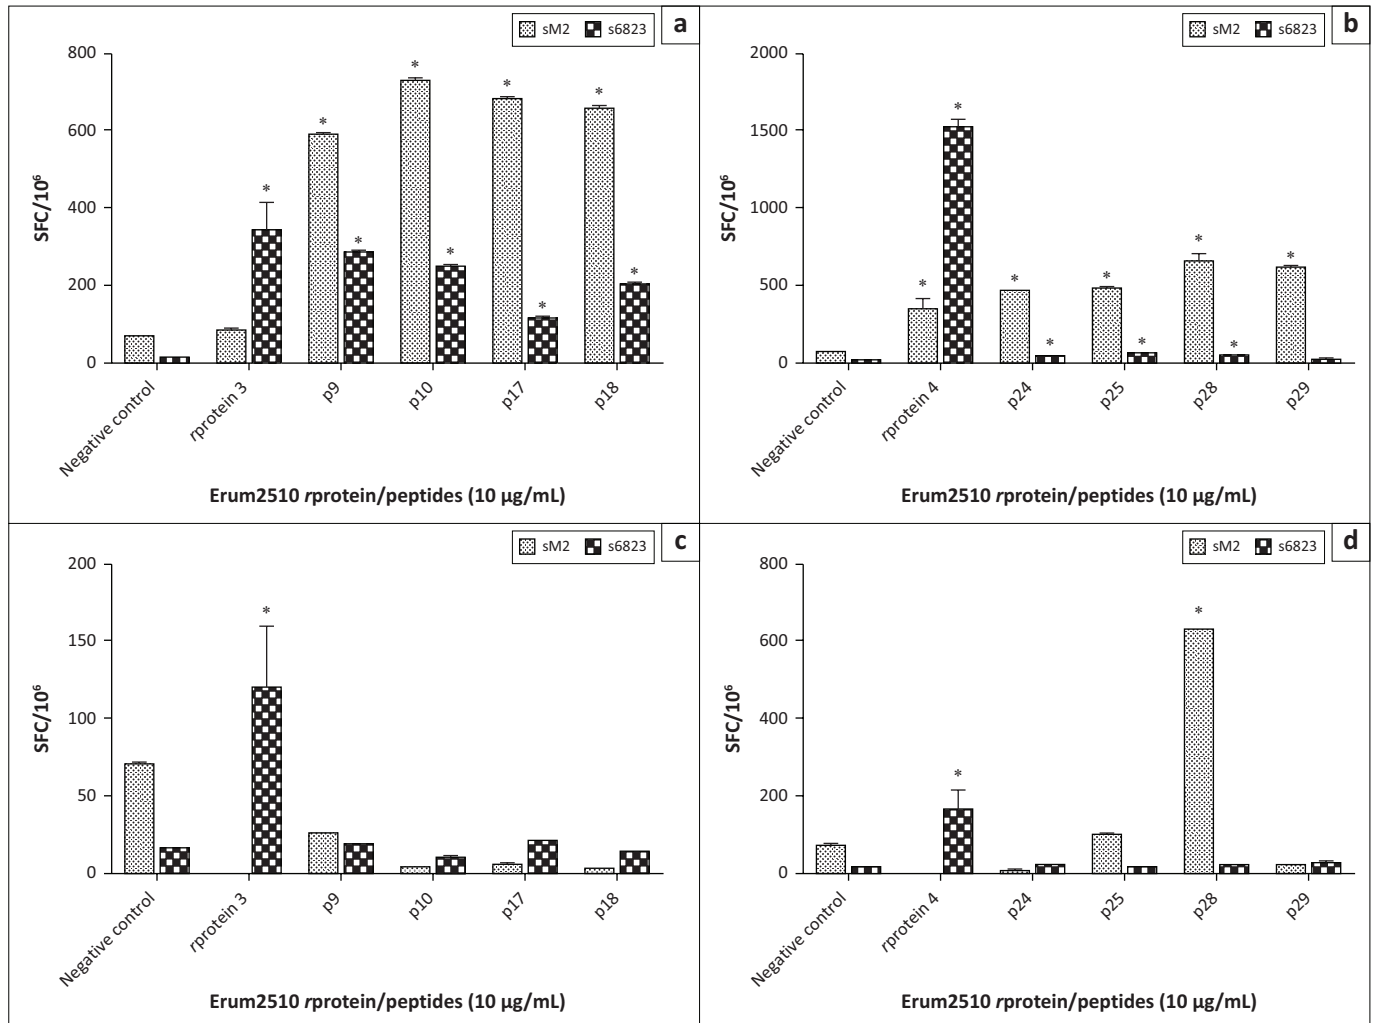 sM2 s6823
a
800
600
400
200
0
SFC/10⁶
* * * * * * * * *
Negative control rprotein 3 p9 p10 p17 p18
Erum2510 rprotein/peptides (10 µg/mL)
sM2 s6823
b
2000
1500
1000
500
0
SFC/10⁶
* * * * * * * * *
Negative control rprotein 4 p24 p25 p28 p29
Erum2510 rprotein/peptides (10 µg/mL)
sM2 s6823
c
200
150
100
50
0
SFC/10⁶
*
Negative control rprotein 3 p9 p10 p17 p18
Erum2510 rprotein/peptides (10 µg/mL)
sM2 s6823
d
800
600
400
200
0
SFC/10⁶
* *
Negative control rprotein 4 p24 p25 p28 p29
Erum2510 rprotein/peptides (10 µg/mL)